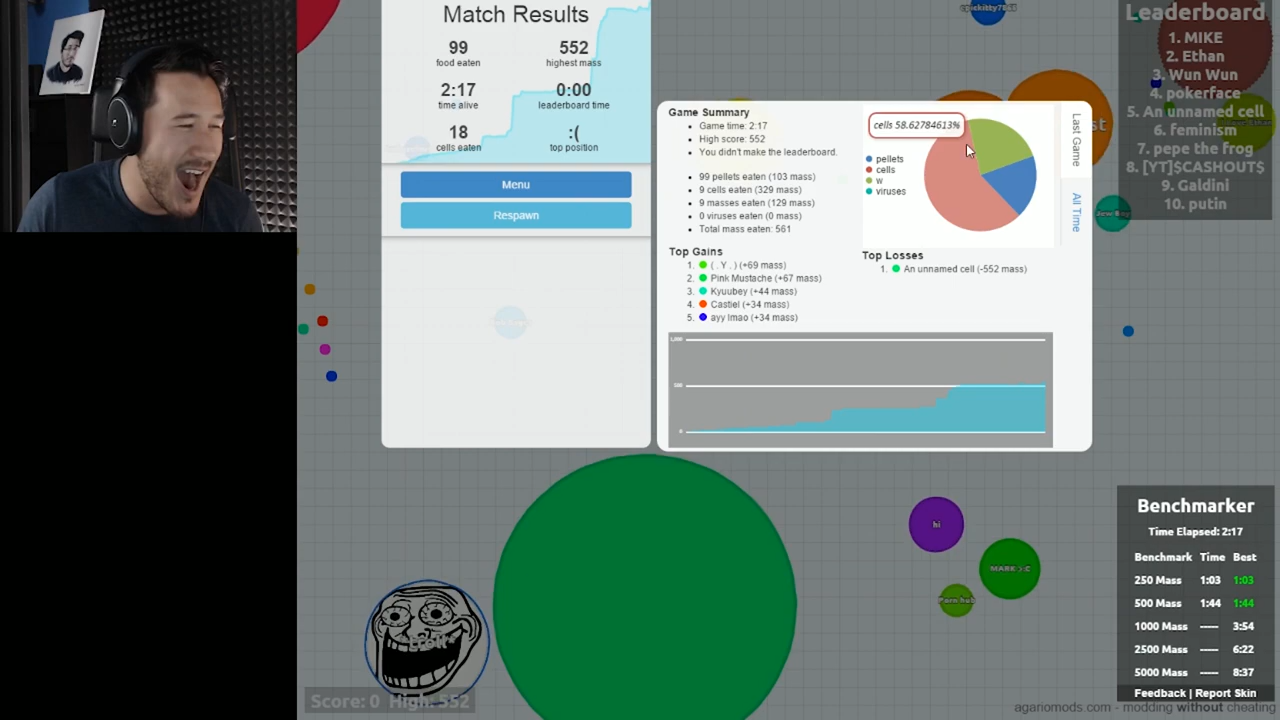 Match Results
99
food eaten
552
highest mass
2:17
time alive
0:00
leaderboard time
18
cells eaten
:(
top position
Menu
Respawn
Game Summary
Game time: 2:17
High score: 552
You didn't make the leaderboard.
99 pellets eaten (103 mass)
9 cells eaten (329 mass)
9 masses eaten (129 mass)
0 viruses eaten (0 mass)
Total mass eaten: 561
cells 58.62784613%
pellets
cells
w
viruses
Last Game
All Time
Top Gains
1. ( . Y . ) (+69 mass)
2. Pink Mustache (+67 mass)
3. Kyuubey (+44 mass)
4. Castiel (+34 mass)
5. ayy lmao (+34 mass)
Top Losses
1. An unnamed cell (-552 mass)
1,000
500
0
Leaderboard
1. MIKE
2. Ethan
3. Wun Wun
4. pokerface
5. An unnamed cell
6. feminism
7. pepe the frog
8. [YT]$CASHOUT$
9. Galdini
10. putin
hi
Porn hub
Score: 0 High: 552
Benchmarker
Time Elapsed: 2:17
Benchmark Time Best
250 Mass 1:03 1:03
500 Mass 1:44 1:44
1000 Mass ----- 3:54
2500 Mass ----- 6:22
5000 Mass ----- 8:37
Feedback | Report Skin
agariomods.com - modding without cheating